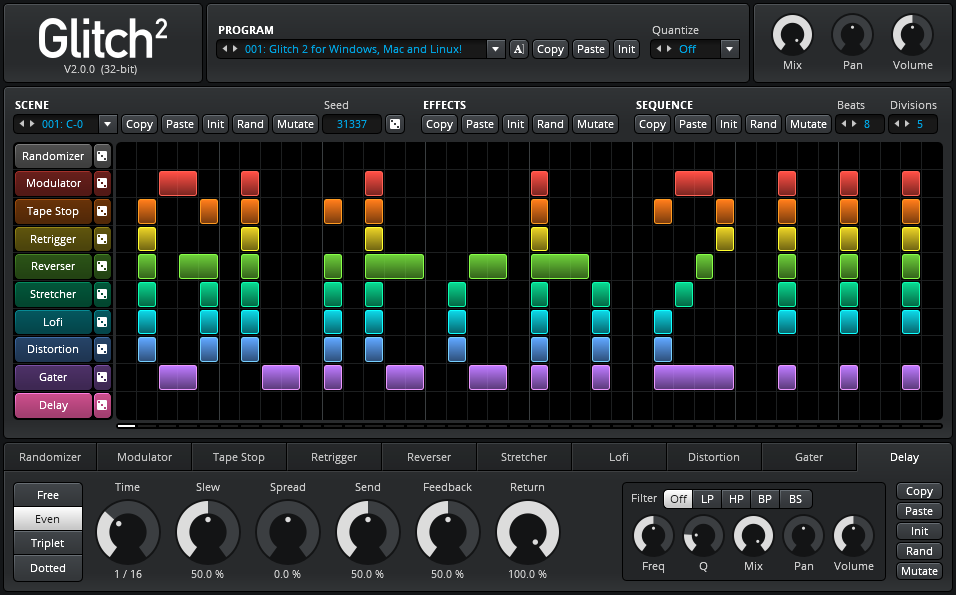 Glitch²
V2.0.0 (32-bit)
PROGRAM
001: Glitch 2 for Windows, Mac and Linux! A Copy Paste Init
Quantize
Off
Mix Pan Volume
SCENE Seed EFFECTS SEQUENCE Beats Divisions
001: C-0 Copy Paste Init Rand Mutate 31337 Copy Paste Init Rand Mutate Copy Paste Init Rand Mutate 8 5
Randomizer
Modulator
Tape Stop
Retrigger
Reverser
Stretcher
Lofi
Distortion
Gater
Delay
GLITCH2!!!
Randomizer Modulator Tape Stop Retrigger Reverser Stretcher Lofi Distortion Gater Delay
Free
Even
Triplet
Dotted
Time Slew Spread Send Feedback Return
1 / 16 50.0 % 0.0 % 50.0 % 50.0 % 100.0 %
Filter Off LP HP BP BS
Freq Q Mix Pan Volume
Copy
Paste
Init
Rand
Mutate